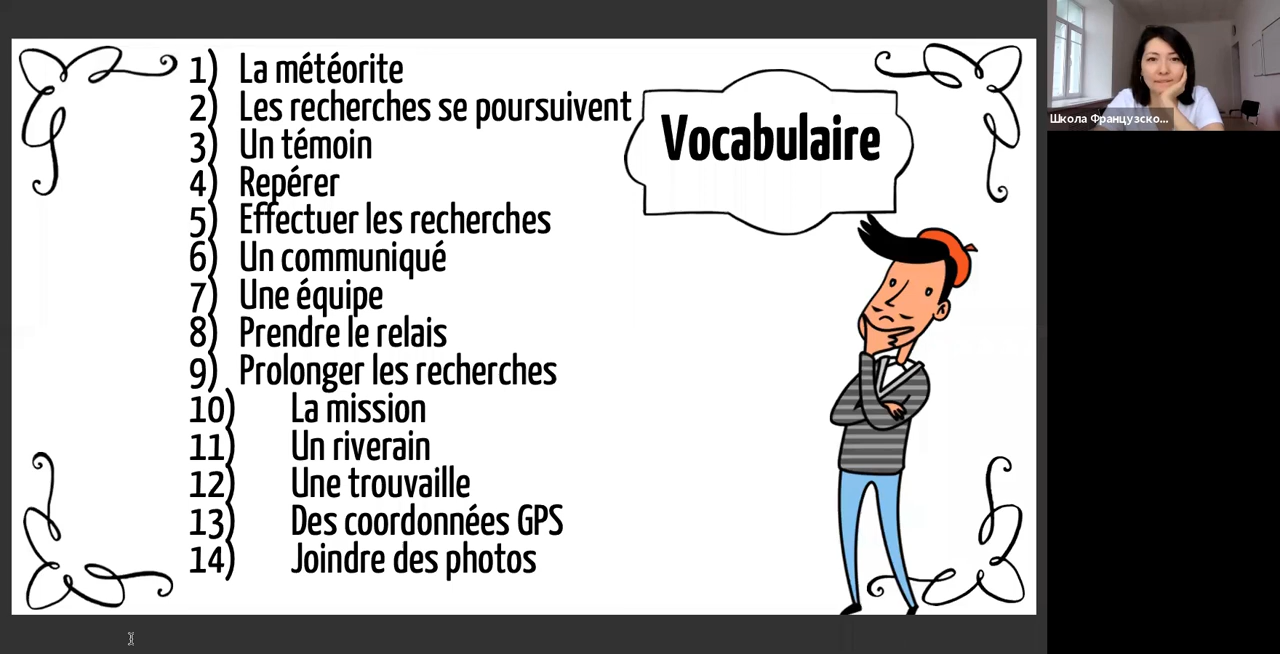 1) La météorite
2) Les recherches se poursuivent
3) Un témoin
4) Repérer
5) Effectuer les recherches
6) Un communiqué
7) Une équipe
8) Prendre le relais
9) Prolonger les recherches
10) La mission
11) Un riverain
12) Une trouvaille
13) Des coordonnées GPS
14) Joindre des photos
Vocabulaire
Школа Французско...